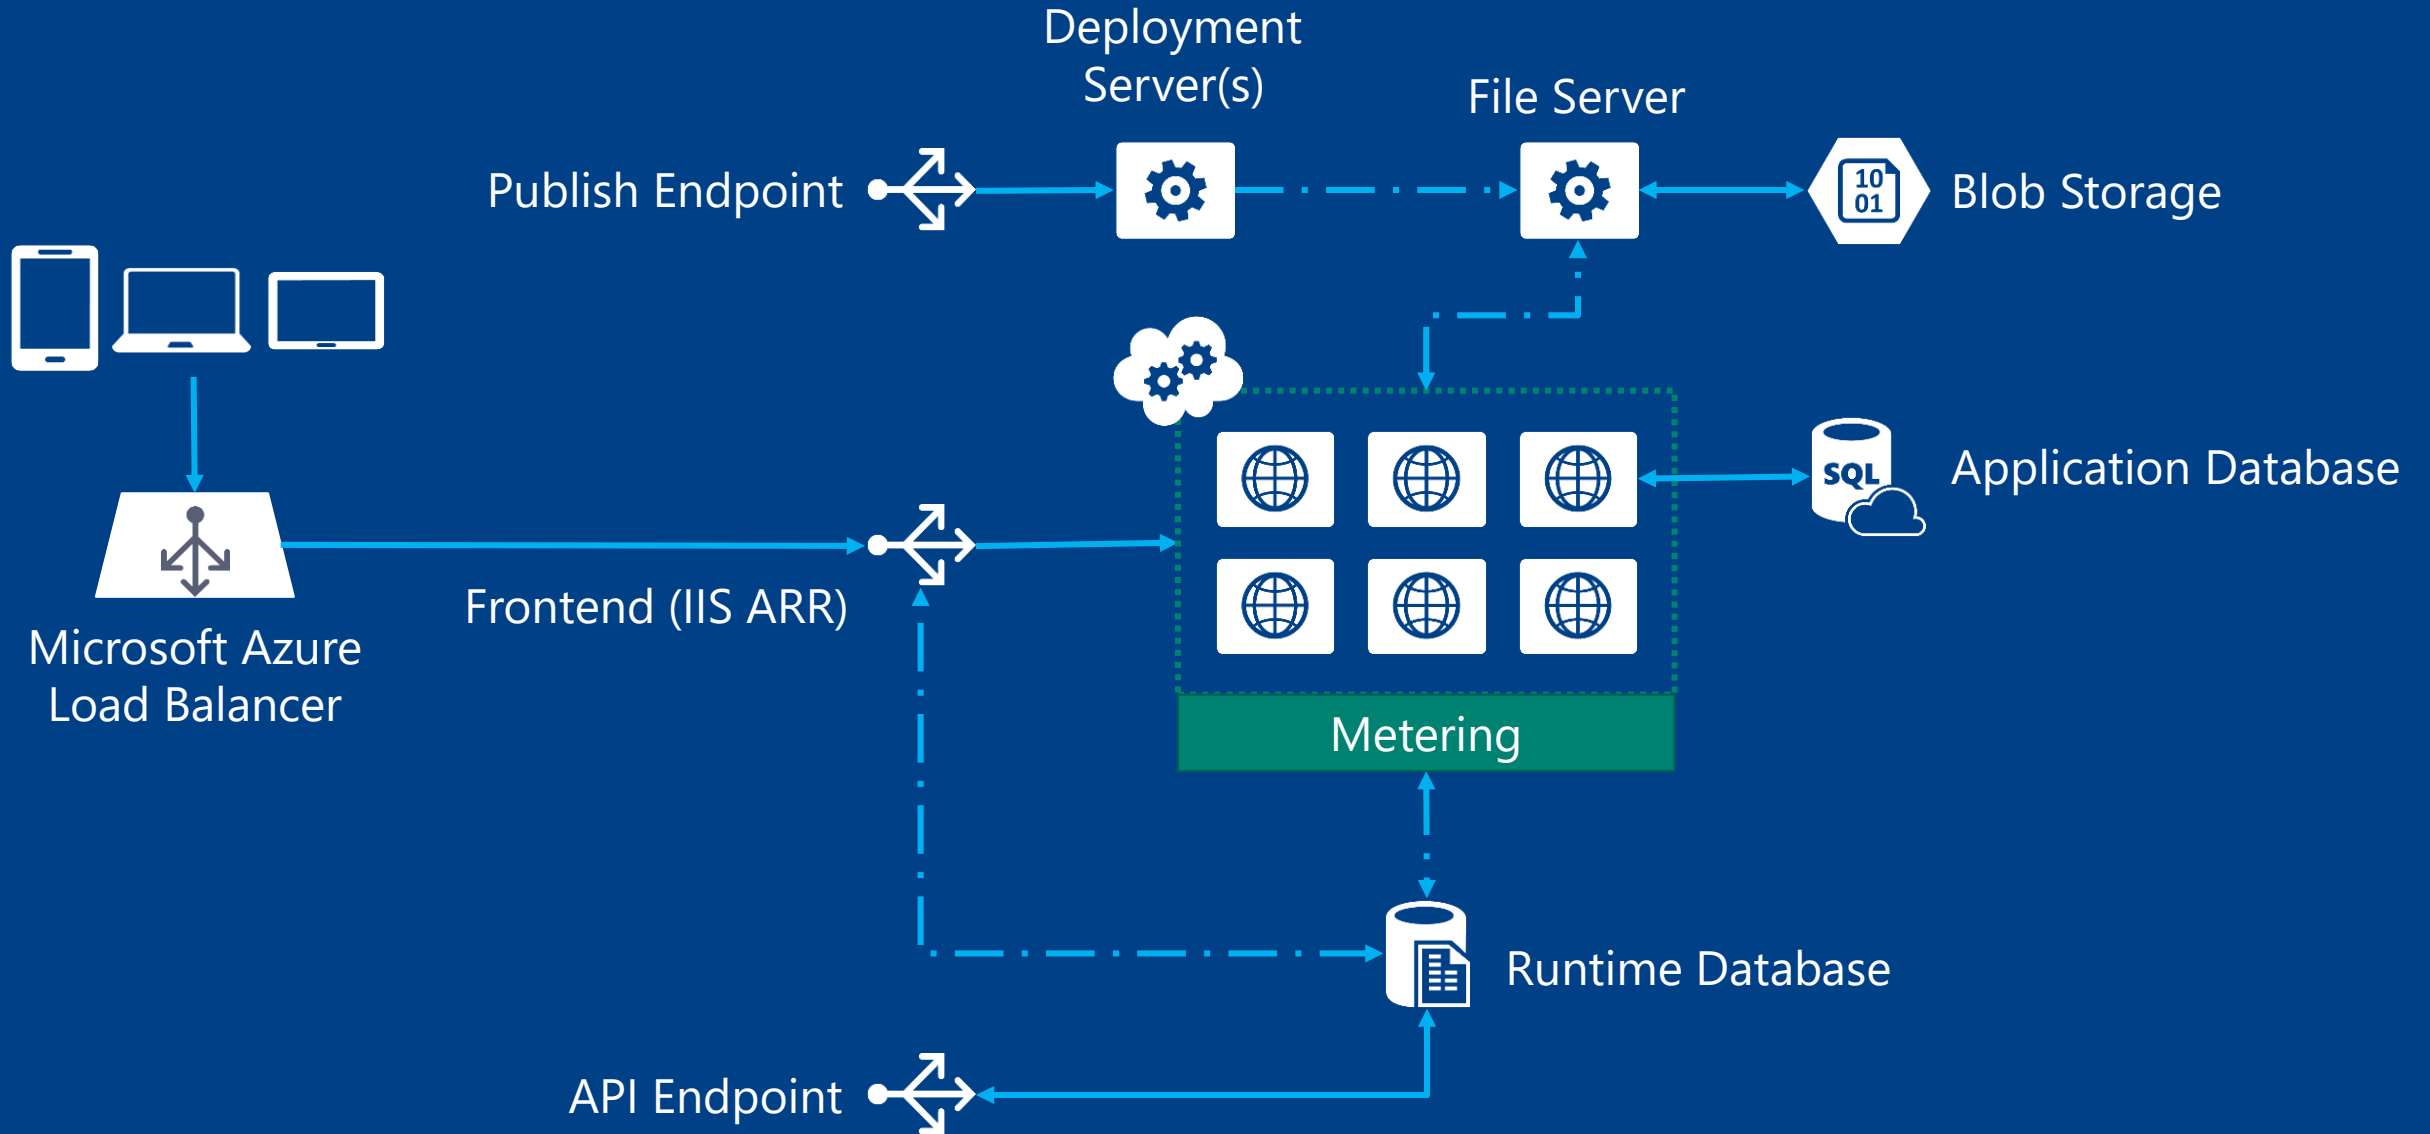 Deployment
Server(s)
File Server
Publish Endpoint
10
01
Blob Storage
SQL
Application Database
Frontend (IIS ARR)
Microsoft Azure
Load Balancer
Metering
Runtime Database
API Endpoint